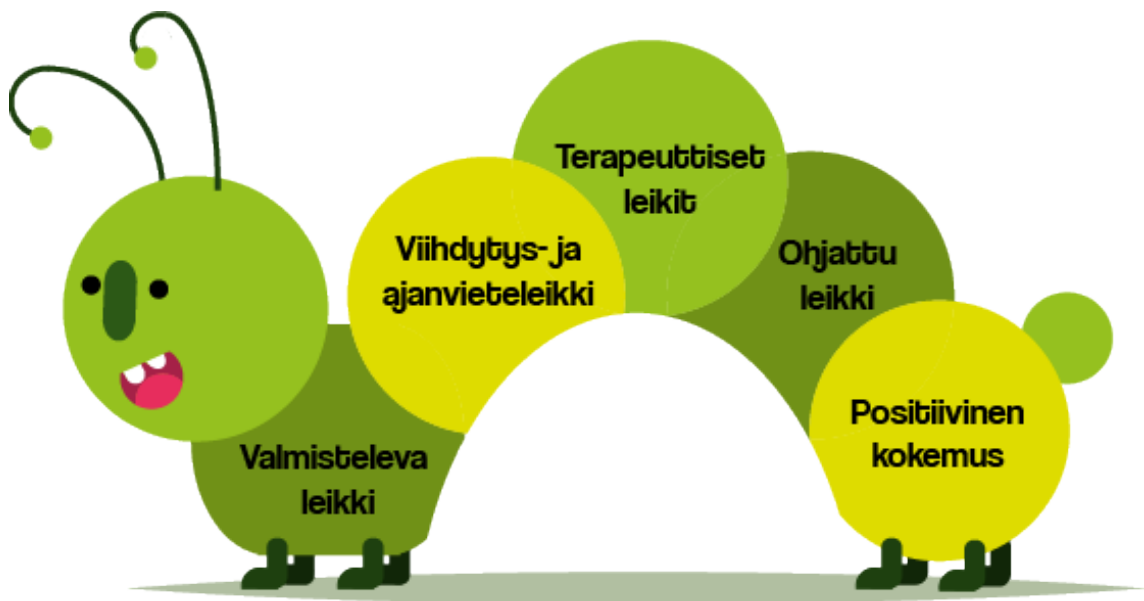 Valmisteleva
leikki
Viihdytys- ja
ajanvieteleikki
Terapeuttiset
leikit
Ohjattu
leikki
Positiivinen
kokemus